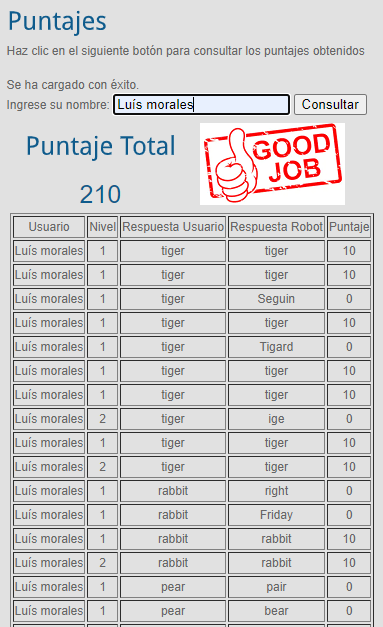 Puntajes
Haz clic en el siguiente botón para consultar los puntajes obtenidos
Se ha cargado con éxito.
Ingrese su nombre: Luís morales Consultar
Puntaje Total
GOOD JOB
210
Usuario Nivel Respuesta Usuario Respuesta Robot Puntaje
Luís morales 1 tiger tiger 10
Luís morales 1 tiger tiger 10
Luís morales 1 tiger Seguin 0
Luís morales 1 tiger tiger 10
Luís morales 1 tiger Tigard 0
Luís morales 1 tiger tiger 10
Luís morales 1 tiger tiger 10
Luís morales 2 tiger ige 0
Luís morales 1 tiger tiger 10
Luís morales 2 tiger tiger 10
Luís morales 1 rabbit right 0
Luís morales 1 rabbit Friday 0
Luís morales 1 rabbit rabbit 10
Luís morales 2 rabbit rabbit 10
Luís morales 1 pear pair 0
Luís morales 1 pear bear 0